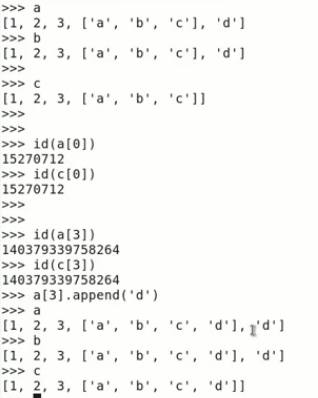 >>> a
[1, 2, 3, ['a', 'b', 'c'], 'd']
>>> b
[1, 2, 3, ['a', 'b', 'c'], 'd']
>>>
>>> c
[1, 2, 3, ['a', 'b', 'c']]
>>>
>>>
>>> id(a[0])
15270712
>>> id(c[0])
15270712
>>>
>>>
>>> id(a[3])
140379339758264
>>> id(c[3])
140379339758264
>>> a[3].append('d')
>>> a
[1, 2, 3, ['a', 'b', 'c', 'd'], 'd']
>>> b
[1, 2, 3, ['a', 'b', 'c', 'd'], 'd']
>>> c
[1, 2, 3, ['a', 'b', 'c', 'd']]